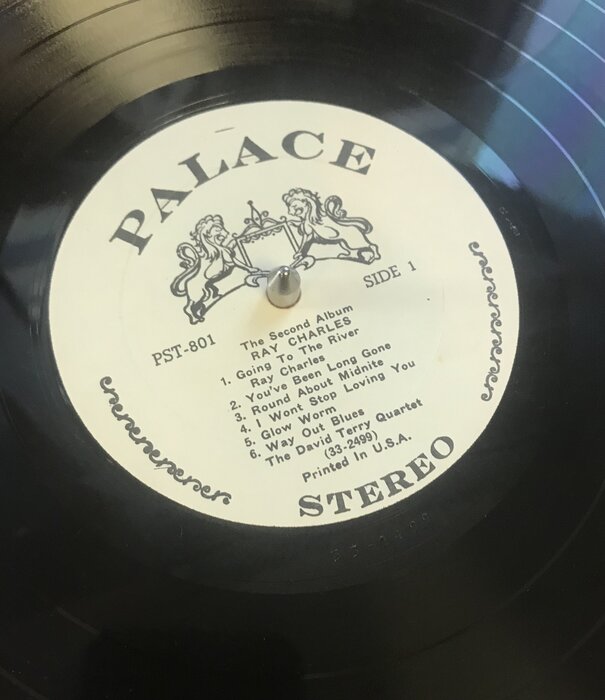 PALACE
SIDE 1
PST-801
The Second Album
RAY CHARLES
1. Going To The River
Ray Charles
2. You've Been Long Gone
3. Round About Midnite
4. I Wont Stop Loving You
5. Glow Worm
6. Way Out Blues
The David Terry Quartet
(33-2499)
Printed In U.S.A.
STEREO